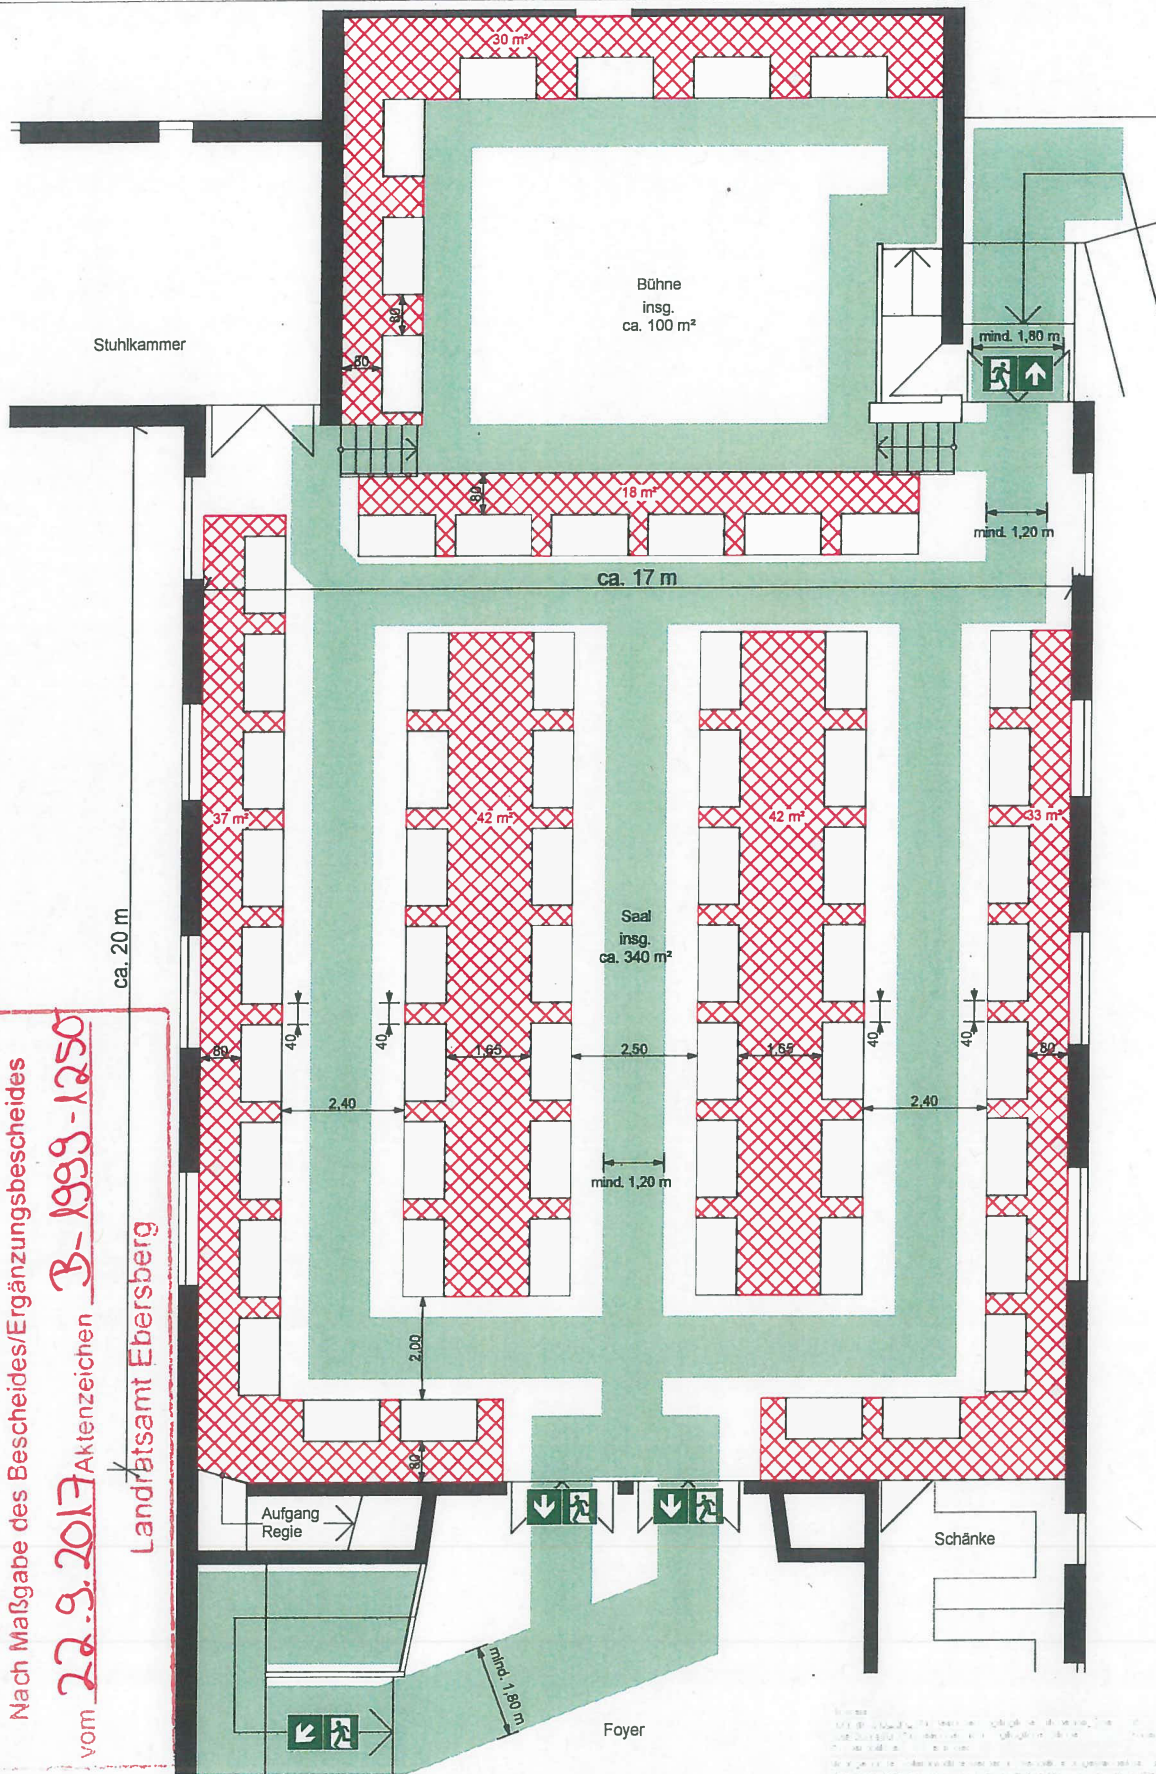 30 m²
Bühne
insg.
ca. 100 m²
Stuhlkammer
80
80
mind. 1,80 m
80
18 m²
mind. 1,20 m
ca. 17 m
37 m²
42 m²
42 m²
33 m²
ca. 20 m
Saal
insg.
ca. 340 m²
40
40
40
40
80
1,65
2,50
1,65
80
2,40
2,40
mind. 1,20 m
2,00
80
Aufgang
Regie
Schänke
mind. 1,80 m
Foyer
Nach Maßgabe des Bescheides/Ergänzungsbescheides
vom 22.9.2017 Aktenzeichen B-1999-1250
Landratsamt Ebersberg